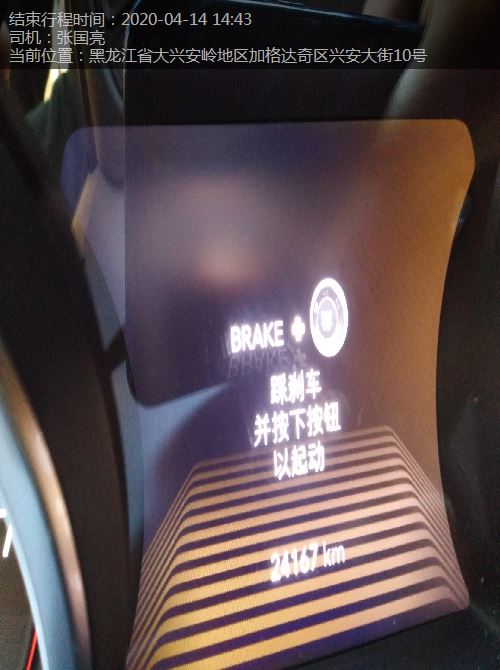 结束行程时间：2020-04-14 14:43
司机：张国亮
当前位置：黑龙江省大兴安岭地区加格达奇区兴安大街10号
BRAKE +
踩刹车
并按下按钮
以起动
24167 km